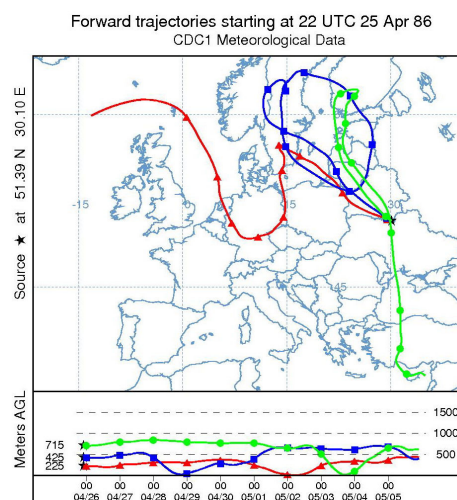 Forward trajectories starting at 22 UTC 25 Apr 86
CDC1 Meteorological Data
Source ★ at 51.39 N 30.10 E
-15
30
45
Meters AGL
1500
1000
500
715
425
225
00 00 00 00 00 00 00 00 00 00
04/26 04/27 04/28 04/29 04/30 05/01 05/02 05/03 05/04 05/05